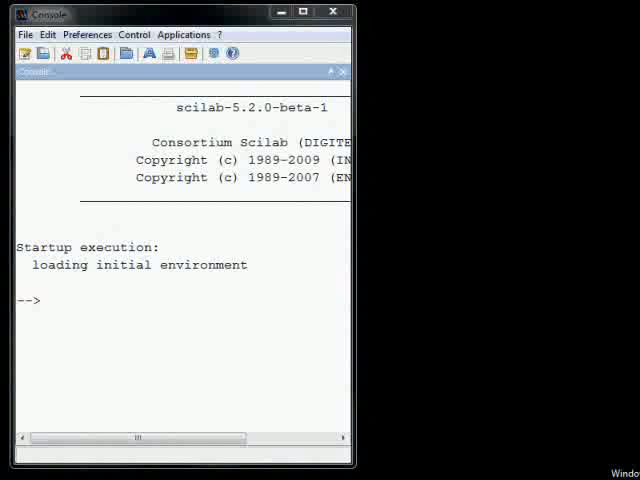 Console
File Edit Preferences Control Applications ?
Console
scilab-5.2.0-beta-1
Consortium Scilab (DIGITE
Copyright (c) 1989-2009 (IN
Copyright (c) 1989-2007 (EN
Startup execution:
loading initial environment
-->
Windo